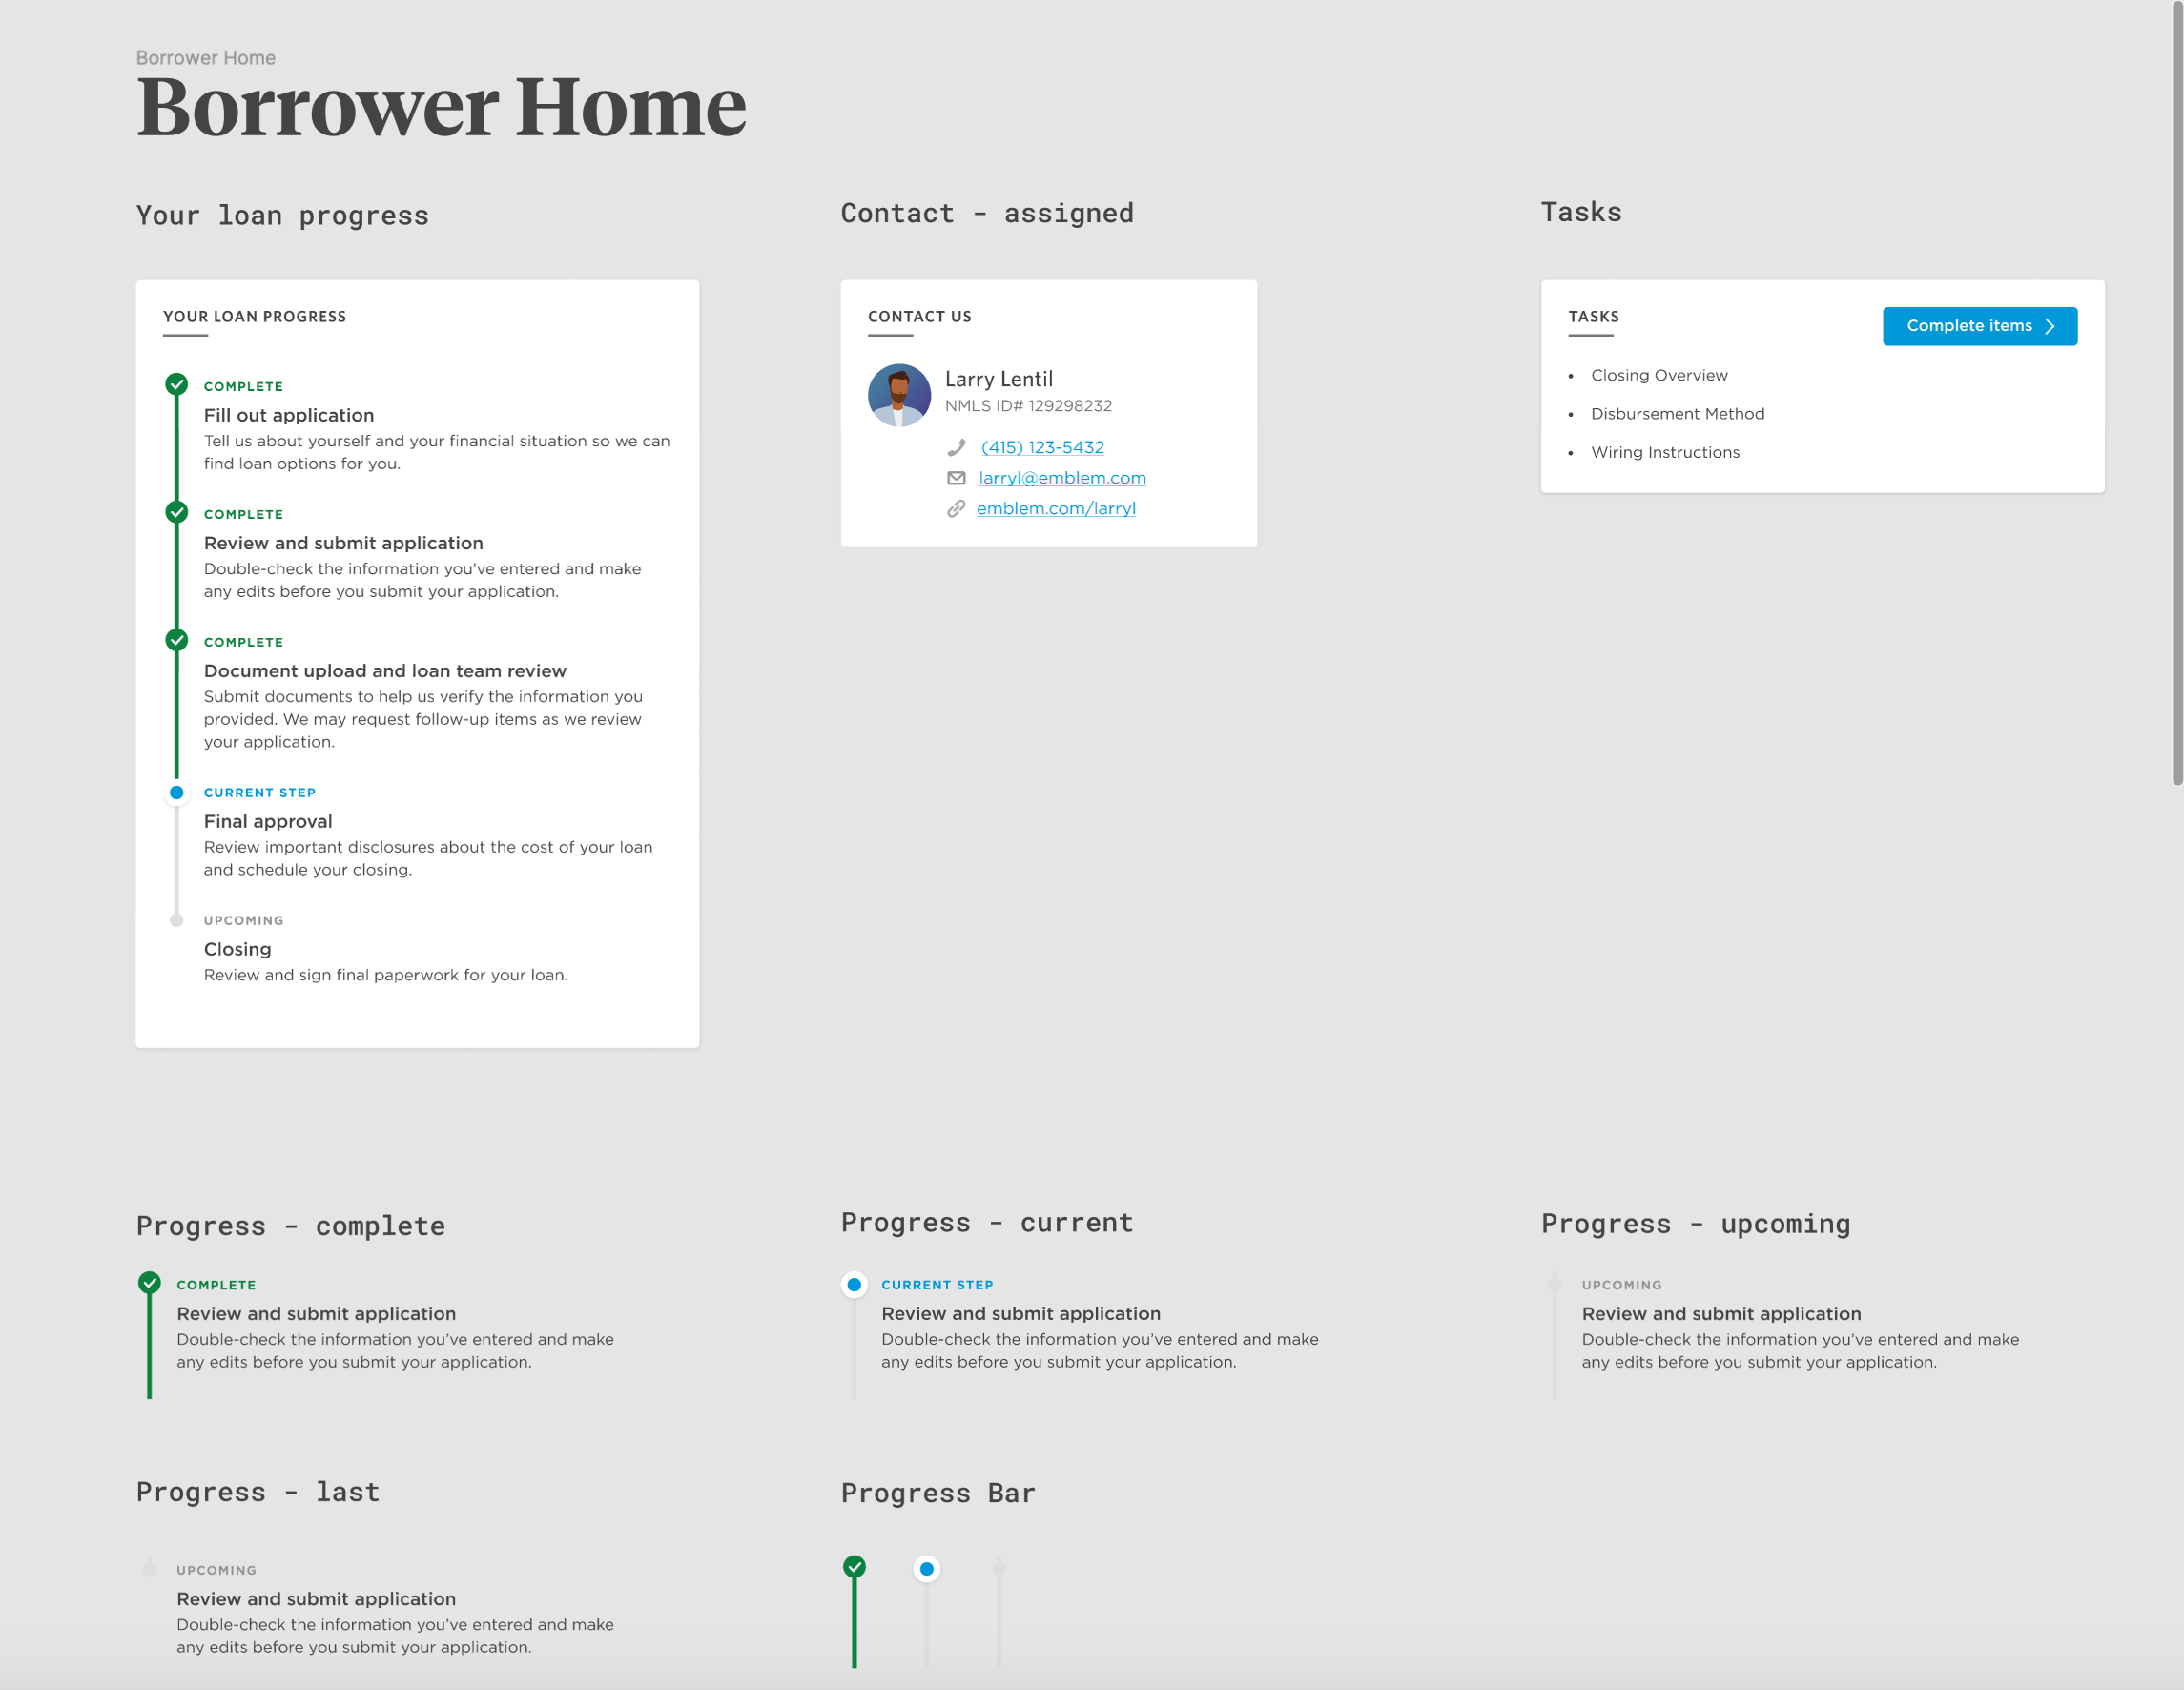 Borrower Home
Borrower Home
Your loan progress
YOUR LOAN PROGRESS
COMPLETE
Fill out application
Tell us about yourself and your financial situation so we can
find loan options for you.
COMPLETE
Review and submit application
Double-check the information you’ve entered and make
any edits before you submit your application.
COMPLETE
Document upload and loan team review
Submit documents to help us verify the information you
provided. We may request follow-up items as we review
your application.
CURRENT STEP
Final approval
Review important disclosures about the cost of your loan
and schedule your closing.
UPCOMING
Closing
Review and sign final paperwork for your loan.
Contact - assigned
CONTACT US
Larry Lentil
NMLS ID# 129298232
(415) 123-5432
larryl@emblem.com
emblem.com/larryl
Tasks
TASKS
Complete items
• Closing Overview
• Disbursement Method
• Wiring Instructions
Progress - complete
COMPLETE
Review and submit application
Double-check the information you’ve entered and make
any edits before you submit your application.
Progress - current
CURRENT STEP
Review and submit application
Double-check the information you’ve entered and make
any edits before you submit your application.
Progress - upcoming
UPCOMING
Review and submit application
Double-check the information you’ve entered and make
any edits before you submit your application.
Progress - last
UPCOMING
Review and submit application
Double-check the information you’ve entered and make
any edits before you submit your application.
Progress Bar